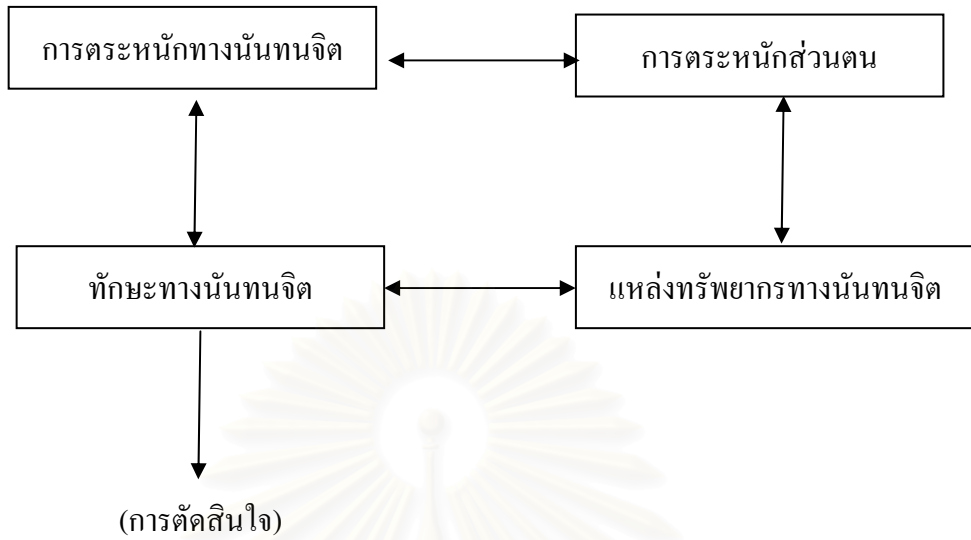 การตระหนักทางนันทนจิต
การตระหนักส่วนตน
ทักษะทางนันทนจิต
แหล่งทรัพยากรทางนันทนจิต
(การตัดสินใจ)